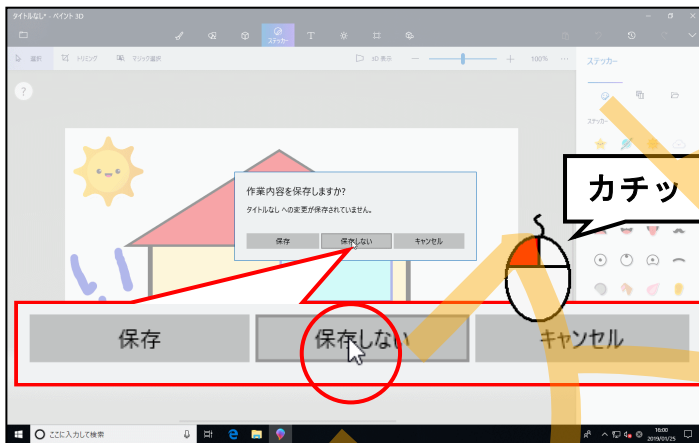 タイトルなし* - ペイント 3D
ステッカー
選択 トリミング マジック選択 3D 表示 100%
ステッカー
ステッカー
作業内容を保存しますか?
タイトルなし への変更が保存されていません。
保存 保存しない キャンセル
カチッ
保存 保存しない キャンセル
ここに入力して検索
16:00
2019/01/25